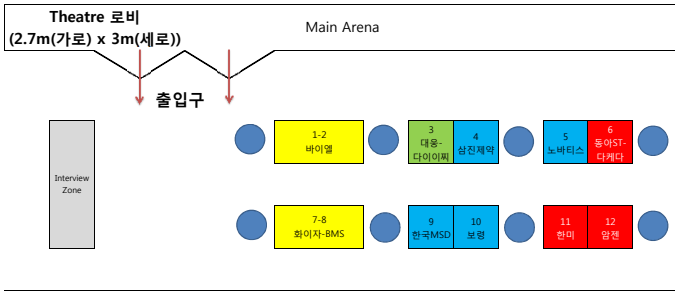 Theatre 로비
(2.7m(가로) x 3m(세로))
Main Arena
출입구
Interview
Zone
1-2
바이엘
3
대웅-
다이이찌
4
삼진제약
5
노바티스
6
동아ST-
다케다
7-8
화이자-BMS
9
한국MSD
10
보령
11
한미
12
암젠